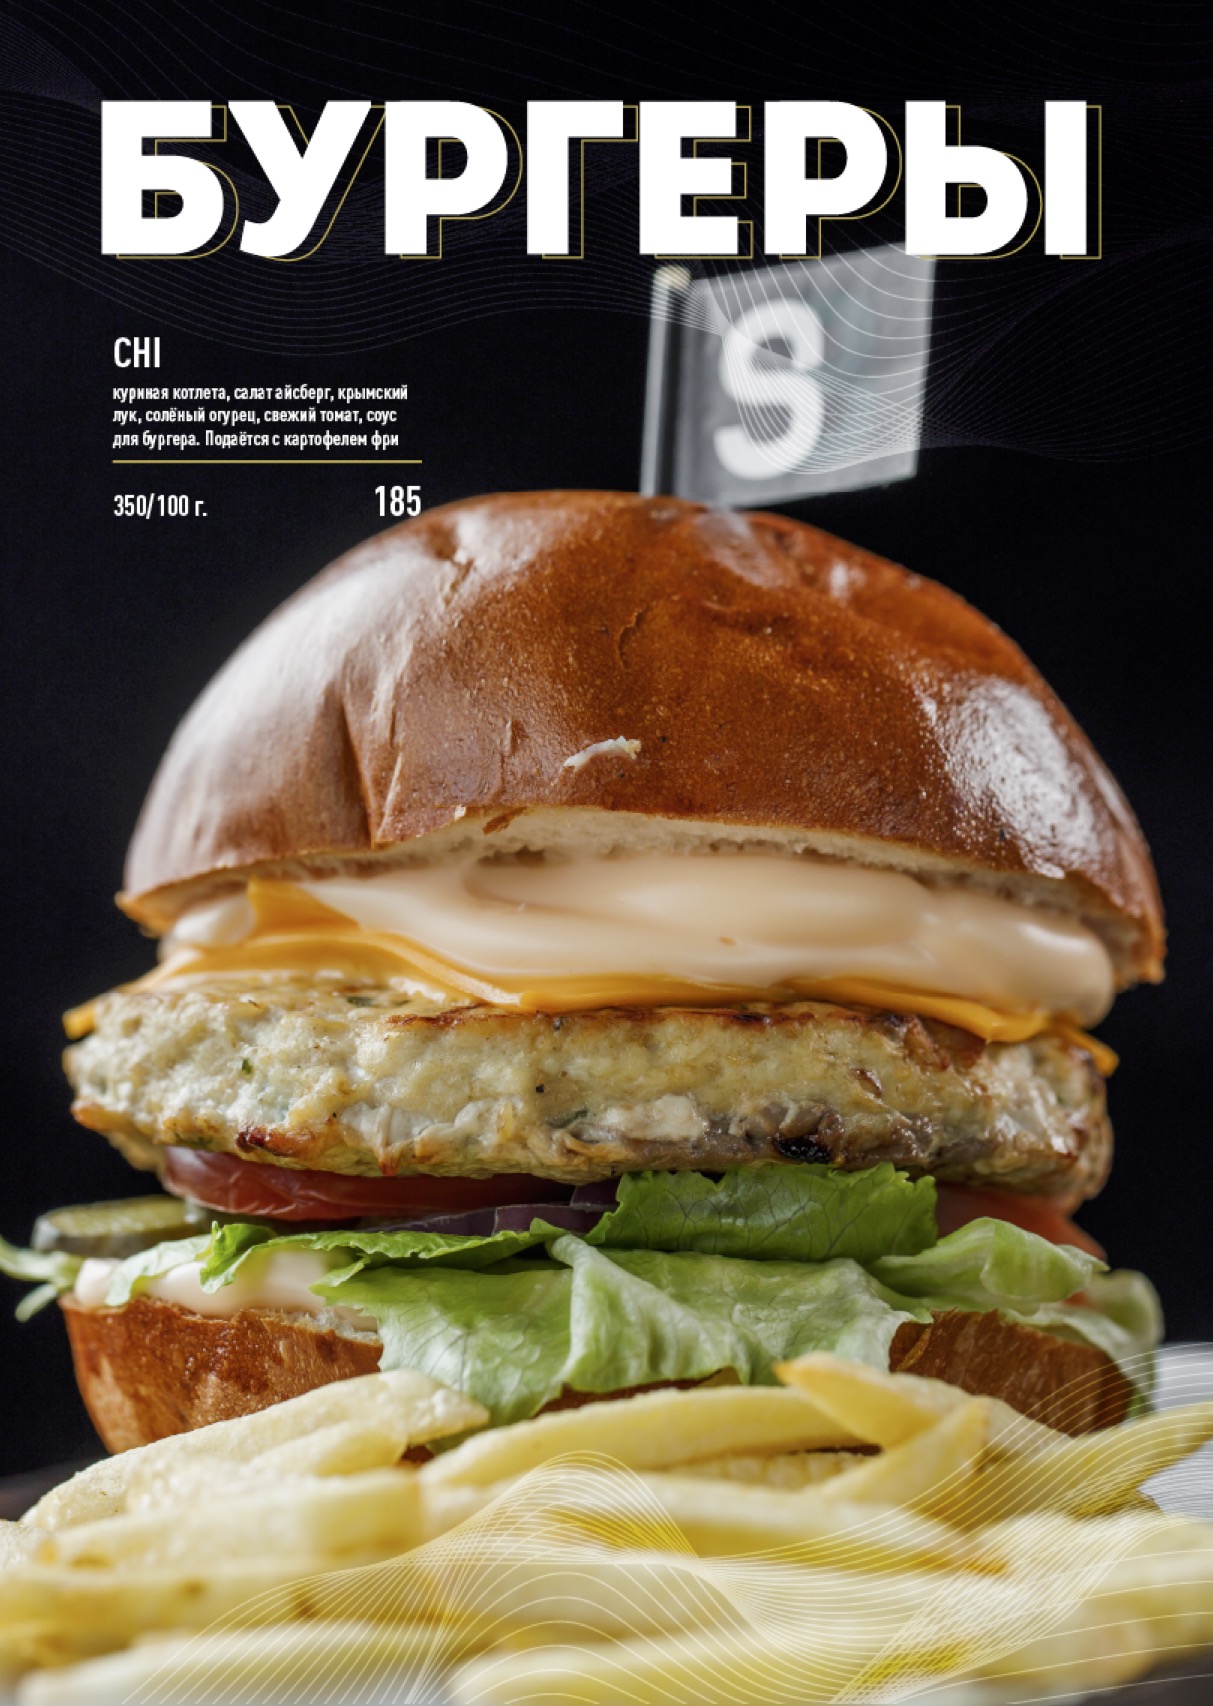 БУРГЕРЫ
S
CHI
куриная котлета, салат айсберг, крымский
лук, солёный огурец, свежий томат, соус
для бургера. Подаётся с картофелем фри
350/100 г.
185